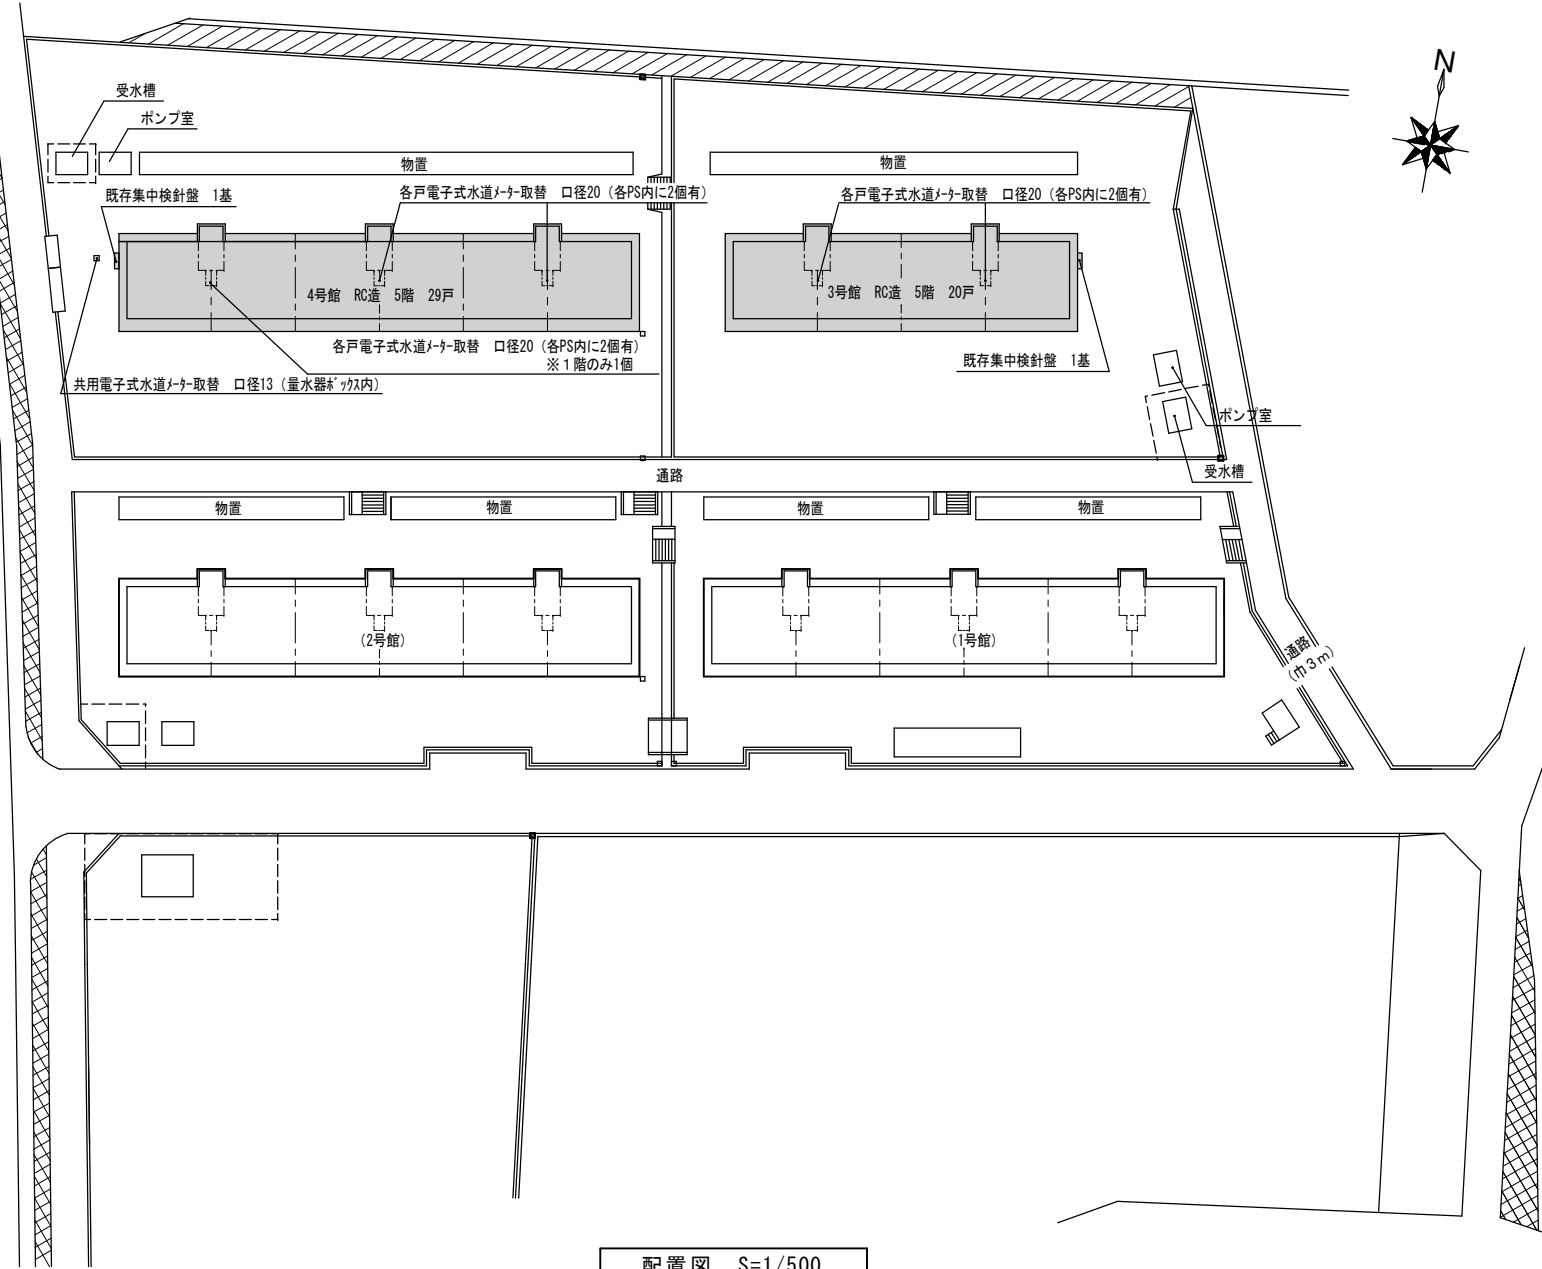 N
受水槽
ポンプ室
物置
物置
既存集中検針盤 1基
各戸電子式水道メーター取替 口径20（各PS内に2個有）
各戸電子式水道メーター取替 口径20（各PS内に2個有）
4号館 RC造 5階 29戸
3号館 RC造 5階 20戸
各戸電子式水道メーター取替 口径20（各PS内に2個有）
※１階のみ1個
既存集中検針盤 1基
共用電子式水道メーター取替 口径13（量水器ボックス内）
ポンプ室
受水槽
通路
物置
物置
物置
物置
(2号館)
(1号館)
通路
(巾３ｍ)
配置図 S=1/500